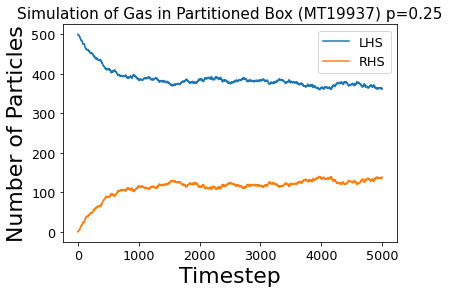 Simulation of Gas in Partitioned Box (MT19937) p=0.25
Number of Particles
500
400
300
200
100
0
LHS
RHS
0 1000 2000 3000 4000 5000
Timestep